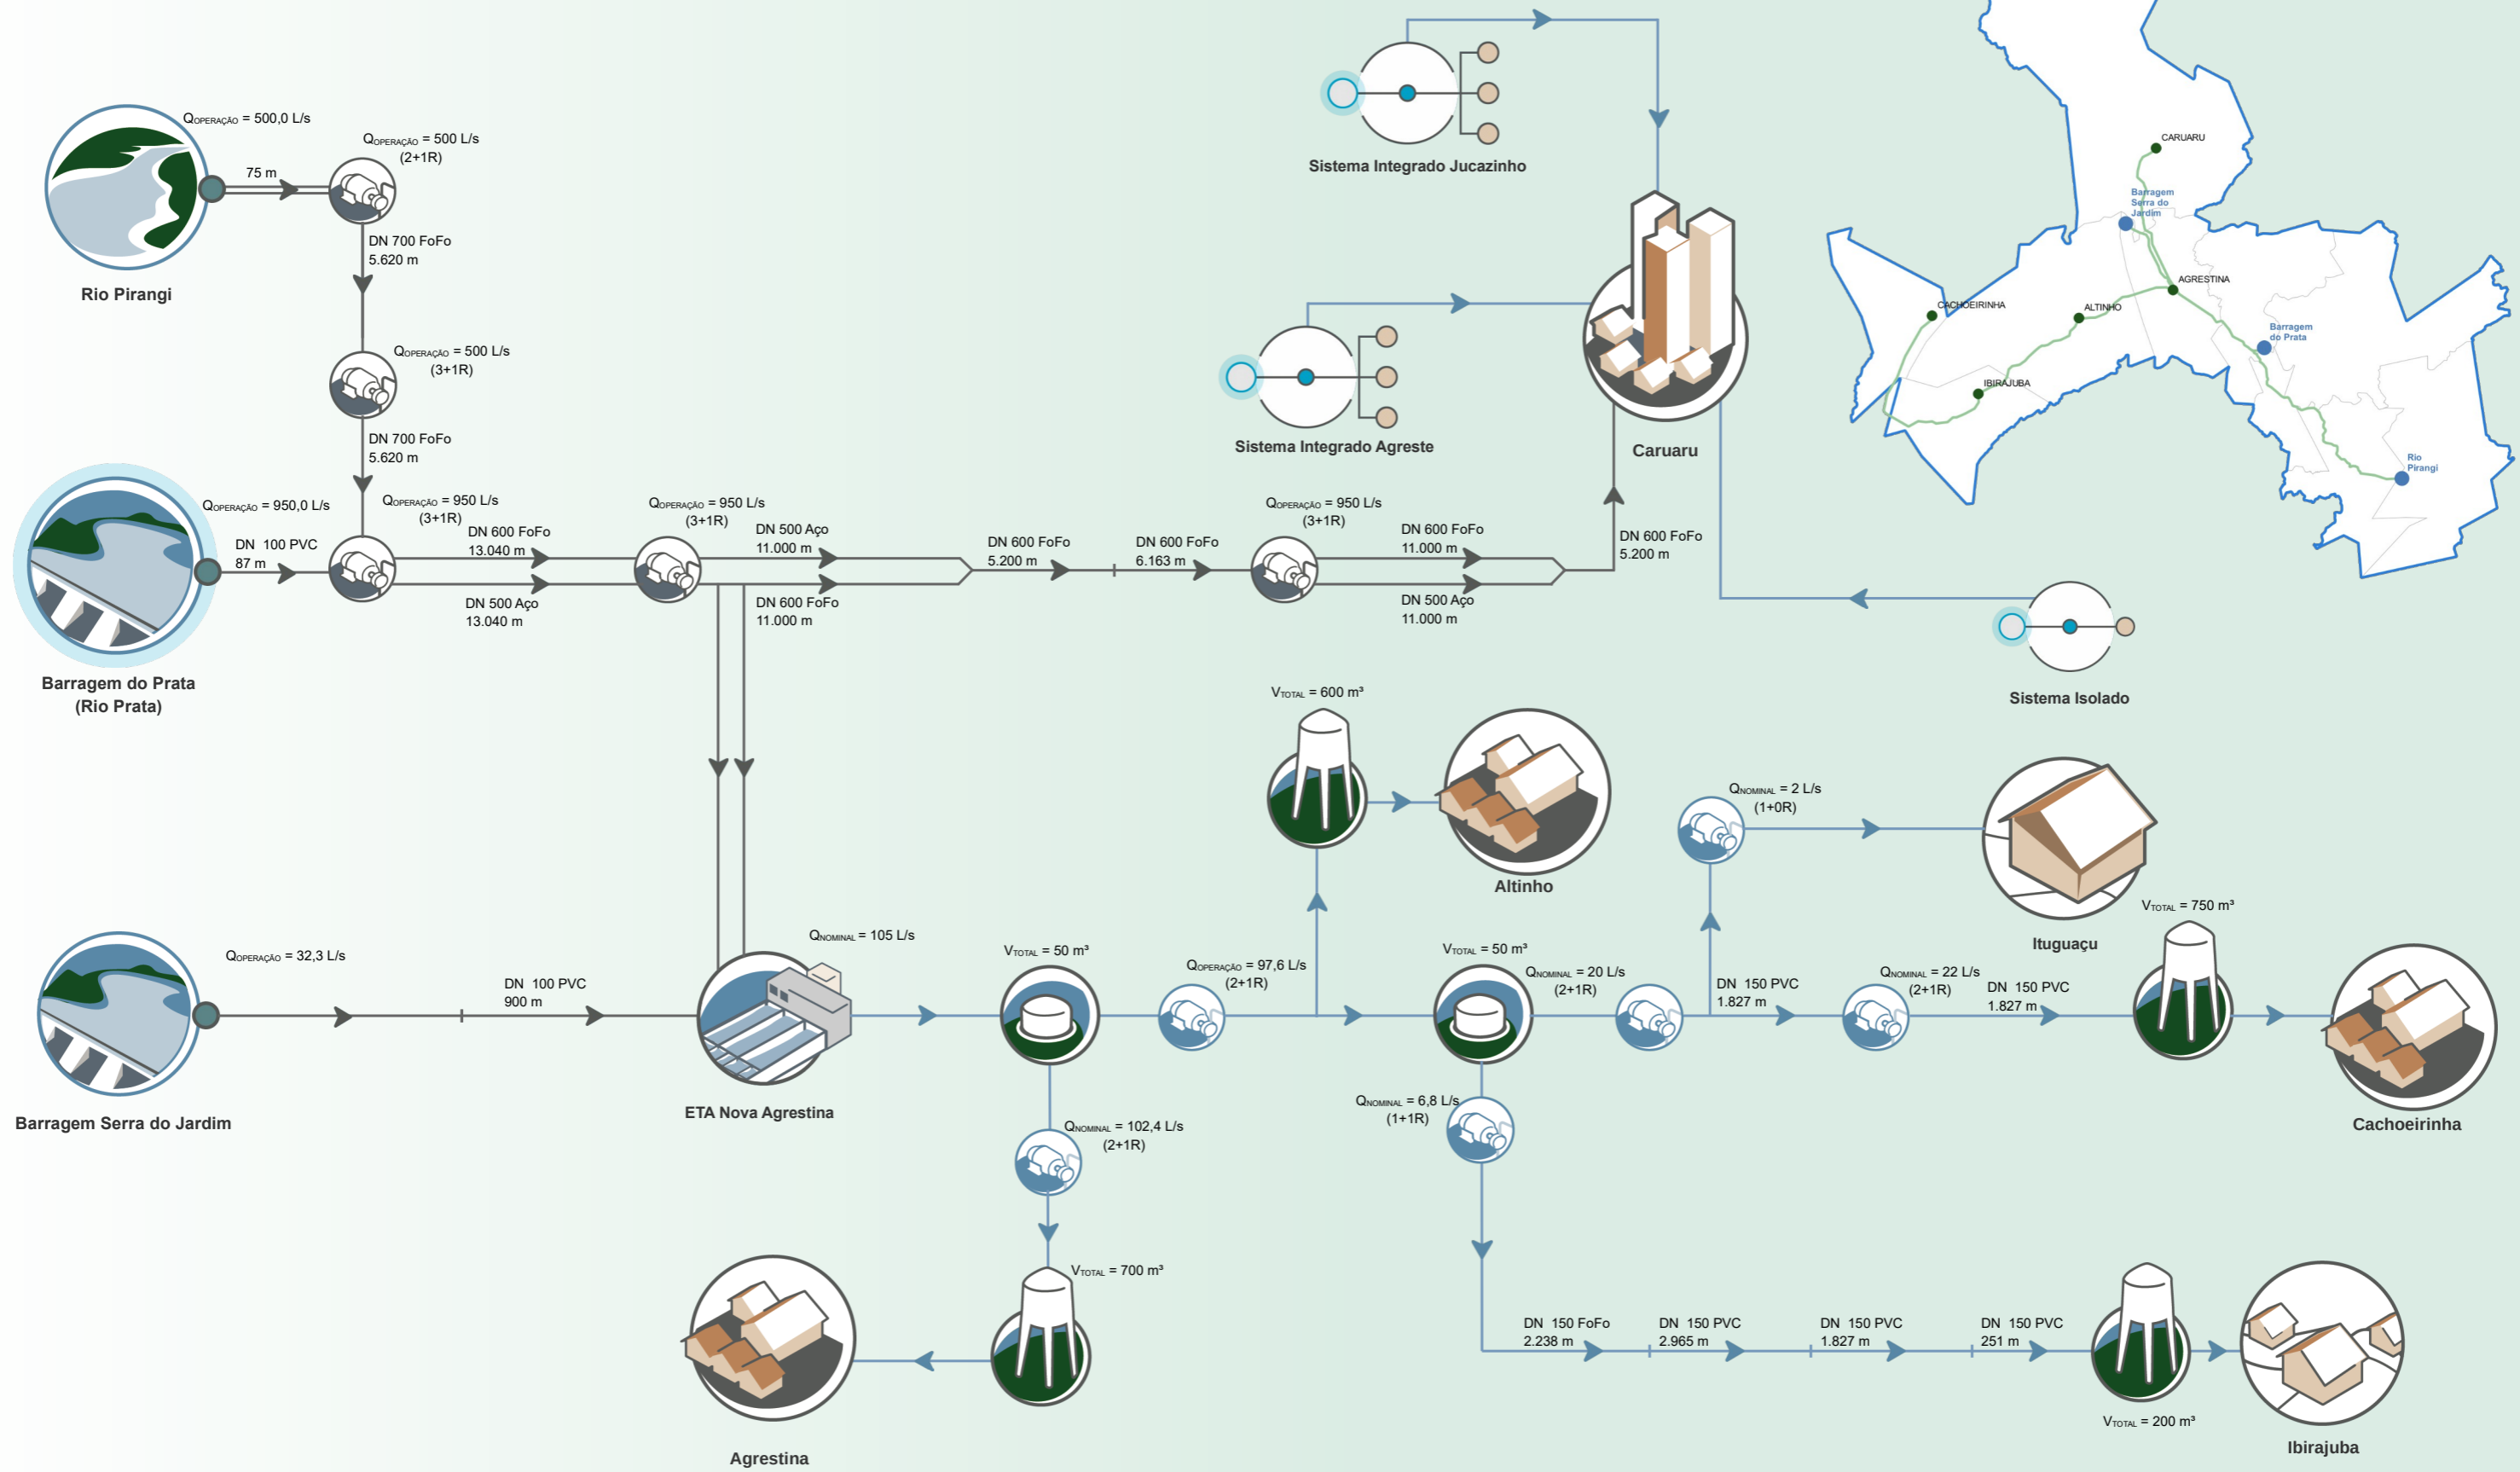 QOPERAÇÃO = 500,0 L/s
75 m
QOPERAÇÃO = 500 L/s
(2+1R)
Rio Pirangi
DN 700 FoFo
5.620 m
QOPERAÇÃO = 500 L/s
(3+1R)
DN 700 FoFo
5.620 m
Sistema Integrado Jucazinho
Sistema Integrado Agreste
Caruaru
CARUARU
Barragem
Serra do
Jardim
AGRESTINA
CACHOEIRINHA
ALTINHO
Barragem
do Prata
IBIRAJUBA
Rio
Pirangi
QOPERAÇÃO = 950,0 L/s
DN 100 PVC
87 m
Barragem do Prata
(Rio Prata)
QOPERAÇÃO = 950 L/s
(3+1R)
DN 600 FoFo
13.040 m
DN 500 Aço
13.040 m
QOPERAÇÃO = 950 L/s
(3+1R)
DN 500 Aço
11.000 m
DN 600 FoFo
11.000 m
DN 600 FoFo
5.200 m
DN 600 FoFo
6.163 m
QOPERAÇÃO = 950 L/s
(3+1R)
DN 600 FoFo
11.000 m
DN 500 Aço
11.000 m
DN 600 FoFo
5.200 m
Sistema Isolado
VTOTAL = 600 m³
Altinho
QNOMINAL = 2 L/s
(1+0R)
Ituguaçu
QOPERAÇÃO = 32,3 L/s
DN 100 PVC
900 m
Barragem Serra do Jardim
QNOMINAL = 105 L/s
ETA Nova Agrestina
VTOTAL = 50 m³
QOPERAÇÃO = 97,6 L/s
(2+1R)
VTOTAL = 50 m³
QNOMINAL = 20 L/s
(2+1R)
DN 150 PVC
1.827 m
QNOMINAL = 22 L/s
(2+1R)
DN 150 PVC
1.827 m
VTOTAL = 750 m³
Cachoeirinha
QNOMINAL = 102,4 L/s
(2+1R)
QNOMINAL = 6,8 L/s
(1+1R)
VTOTAL = 700 m³
Agrestina
DN 150 FoFo
2.238 m
DN 150 PVC
2.965 m
DN 150 PVC
1.827 m
DN 150 PVC
251 m
VTOTAL = 200 m³
Ibirajuba